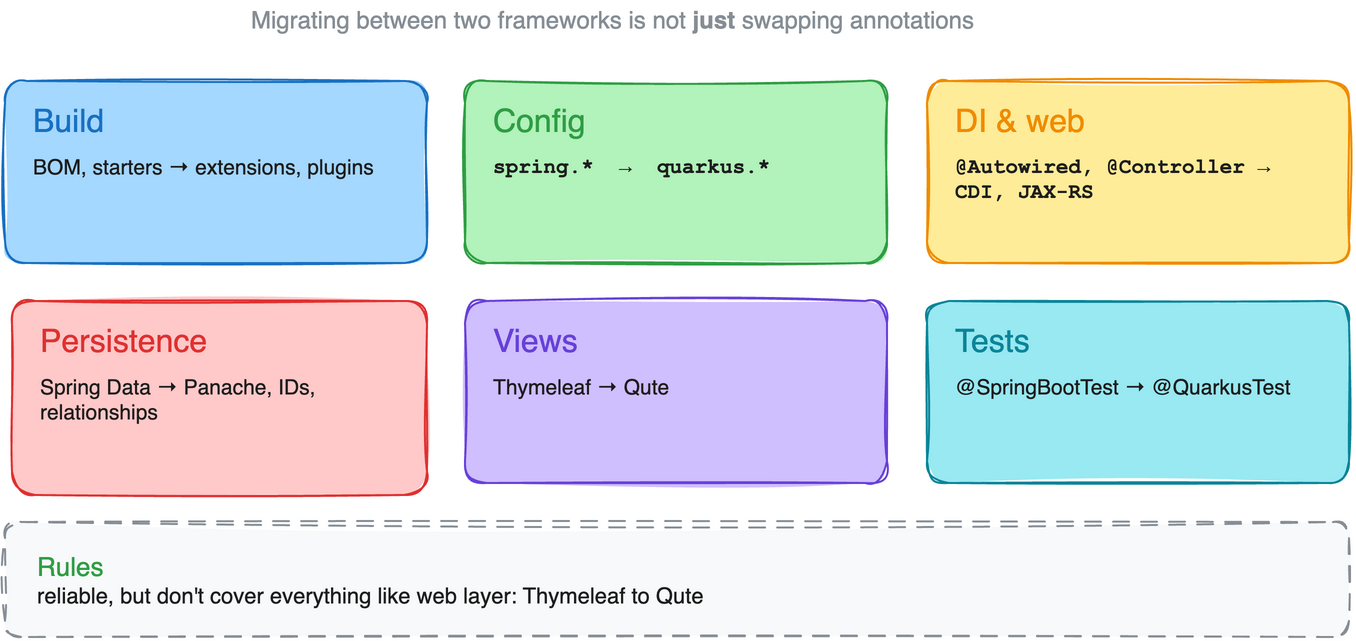 Migrating between two frameworks is not just swapping annotations
Build
BOM, starters → extensions, plugins
Config
spring.* → quarkus.*
DI & web
@Autowired, @Controller →
CDI, JAX-RS
Persistence
Spring Data → Panache, IDs,
relationships
Views
Thymeleaf → Qute
Tests
@SpringBootTest → @QuarkusTest
Rules
reliable, but don't cover everything like web layer: Thymeleaf to Qute